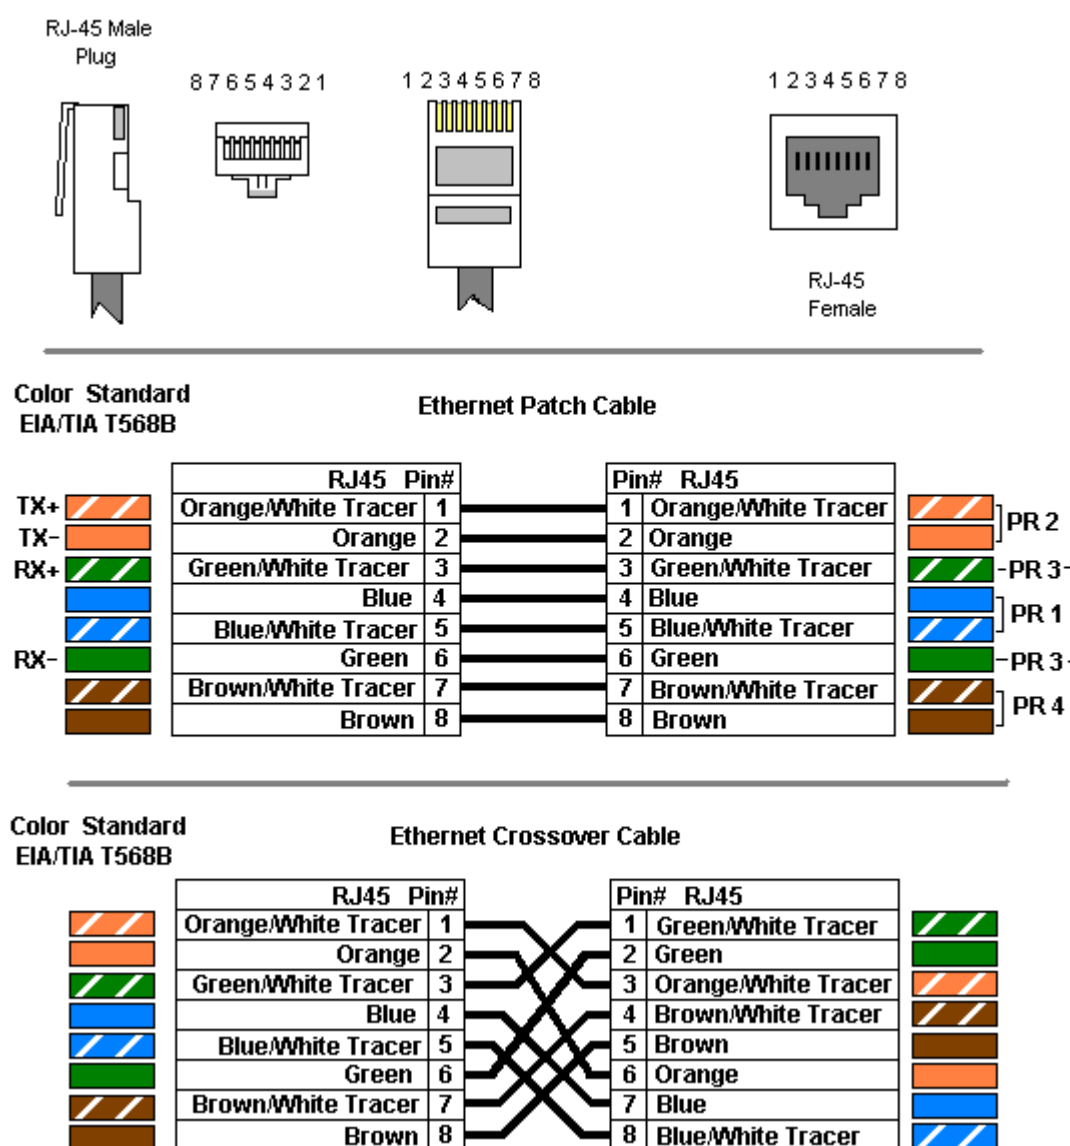 RJ-45 Male
Plug
8 7 6 5 4 3 2 1
1 2 3 4 5 6 7 8
1 2 3 4 5 6 7 8
RJ-45
Female
Color Standard
EIA/TIA T568B
Ethernet Patch Cable
RJ45 Pin#
Pin# RJ45
TX+ Orange/White Tracer 1
1 Orange/White Tracer
PR 2
TX- Orange 2
2 Orange
RX+ Green/White Tracer 3
3 Green/White Tracer
PR 3
Blue 4
4 Blue
PR 1
Blue/White Tracer 5
5 Blue/White Tracer
RX- Green 6
6 Green
PR 3
Brown/White Tracer 7
7 Brown/White Tracer
PR 4
Brown 8
8 Brown
Color Standard
EIA/TIA T568B
Ethernet Crossover Cable
RJ45 Pin#
Pin# RJ45
Orange/White Tracer 1
1 Green/White Tracer
Orange 2
2 Green
Green/White Tracer 3
3 Orange/White Tracer
Blue 4
4 Brown/White Tracer
Blue/White Tracer 5
5 Brown
Green 6
6 Orange
Brown/White Tracer 7
7 Blue
Brown 8
8 Blue/White Tracer